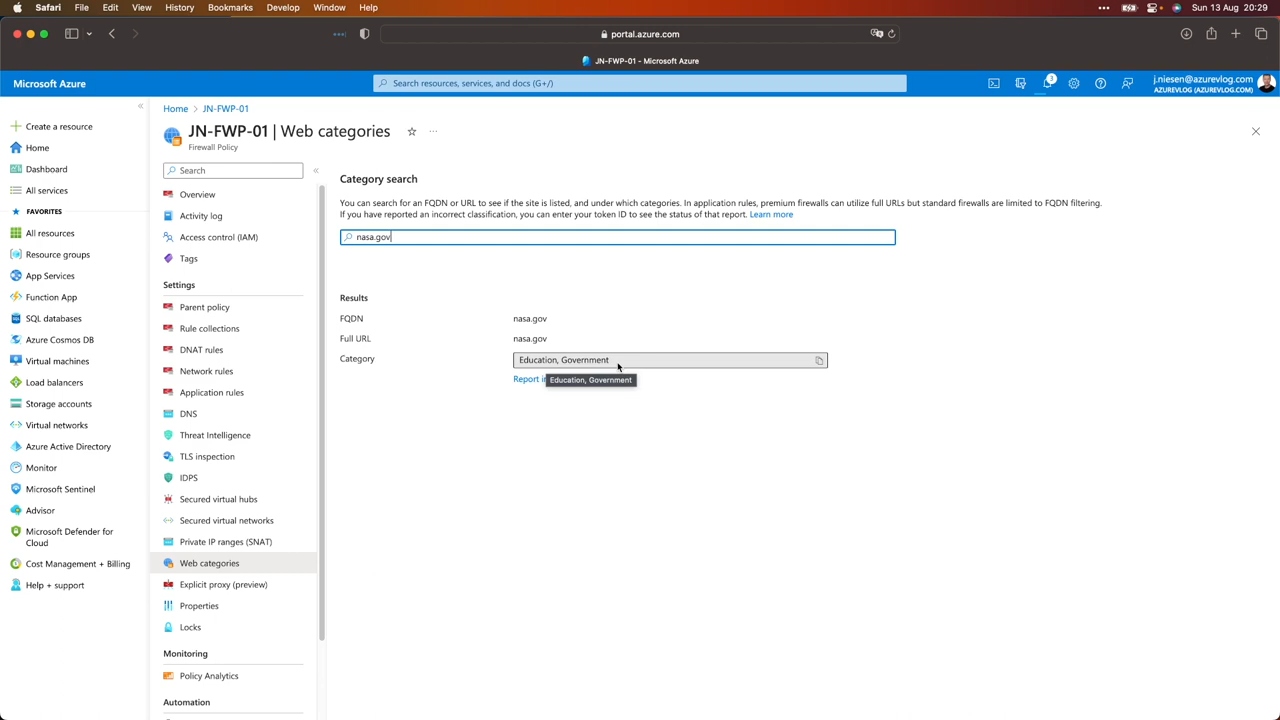 Safari File Edit View History Bookmarks Develop Window Help
Sun 13 Aug 20:29
portal.azure.com
JN-FWP-01 - Microsoft Azure
Microsoft Azure
Search resources, services, and docs (G+/)
1
j.niesen@azurevlog.com
AZUREVLOG (AZUREVLOG.COM)
Create a resource
Home
Dashboard
All services
FAVORITES
All resources
Resource groups
App Services
Function App
SQL databases
Azure Cosmos DB
Virtual machines
Load balancers
Storage accounts
Virtual networks
Azure Active Directory
Monitor
Microsoft Sentinel
Advisor
Microsoft Defender for
Cloud
Cost Management + Billing
Help + support
Home > JN-FWP-01
JN-FWP-01 | Web categories
Firewall Policy
Search
Overview
Activity log
Access control (IAM)
Tags
Settings
Parent policy
Rule collections
DNAT rules
Network rules
Application rules
DNS
Threat Intelligence
TLS inspection
IDPS
Secured virtual hubs
Secured virtual networks
Private IP ranges (SNAT)
Web categories
Explicit proxy (preview)
Properties
Locks
Monitoring
Policy Analytics
Automation
Category search
You can search for an FQDN or URL to see if the site is listed, and under which categories. In application rules, premium firewalls can utilize full URLs but standard firewalls are limited to FQDN filtering.
If you have reported an incorrect classification, you can enter your token ID to see the status of that report. Learn more
nasa.gov
Results
FQDN nasa.gov
Full URL nasa.gov
Category Education, Government
Report
Education, Government